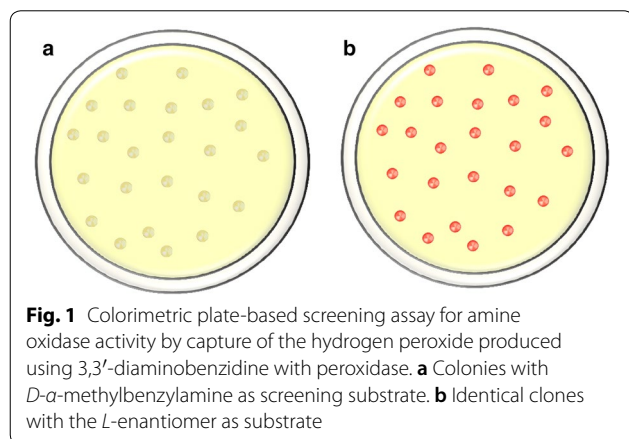 a
b
Fig. 1 Colorimetric plate-based screening assay for amine
oxidase activity by capture of the hydrogen peroxide produced
using 3,3′-diaminobenzidine with peroxidase. a Colonies with
D-α-methylbenzylamine as screening substrate. b Identical clones
with the L-enantiomer as substrate